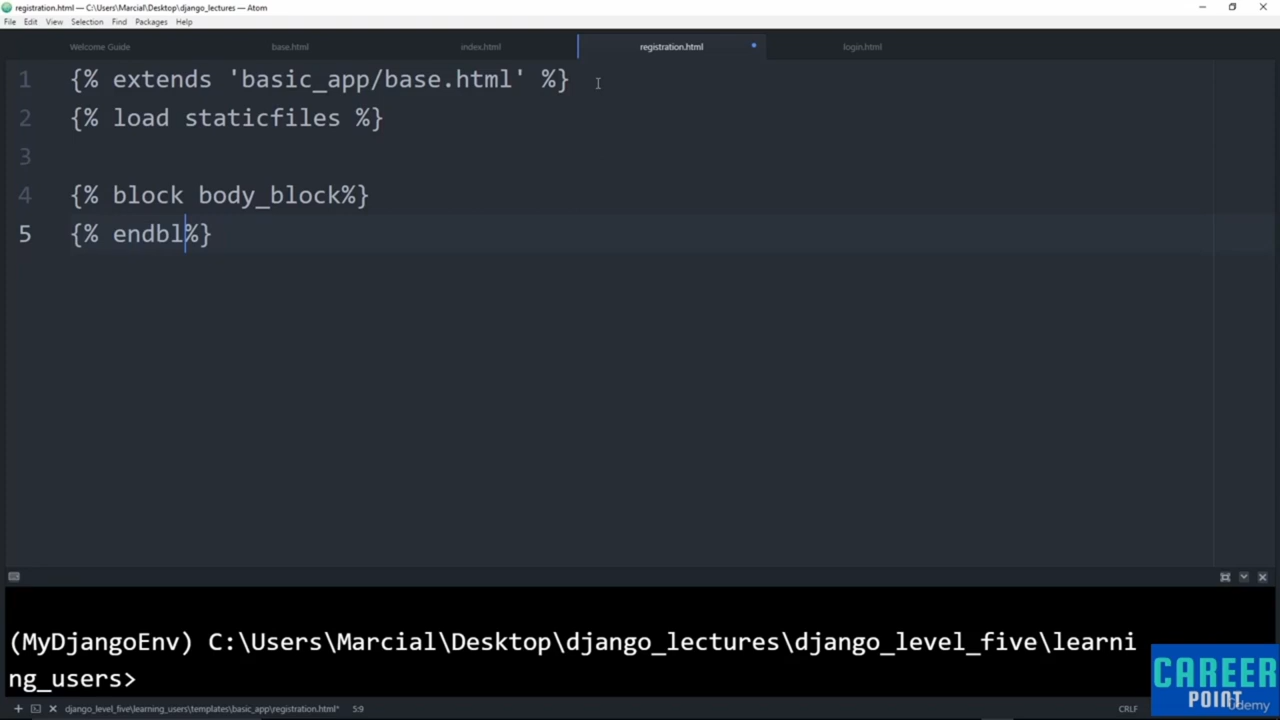 registration.html — C:\Users\Marcial\Desktop\django_lectures — Atom
File Edit View Selection Find Packages Help
Welcome Guide base.html index.html registration.html login.html
1 {% extends 'basic_app/base.html' %}
2 {% load staticfiles %}
3
4 {% block body_block%}
5 {% endbl%}
(MyDjangoEnv) C:\Users\Marcial\Desktop\django_lectures\django_level_five\learni
ng_users>
CAREER
POINT
Udemy
django_level_five\learning_users\templates\basic_app\registration.html* 5:9 CRLF